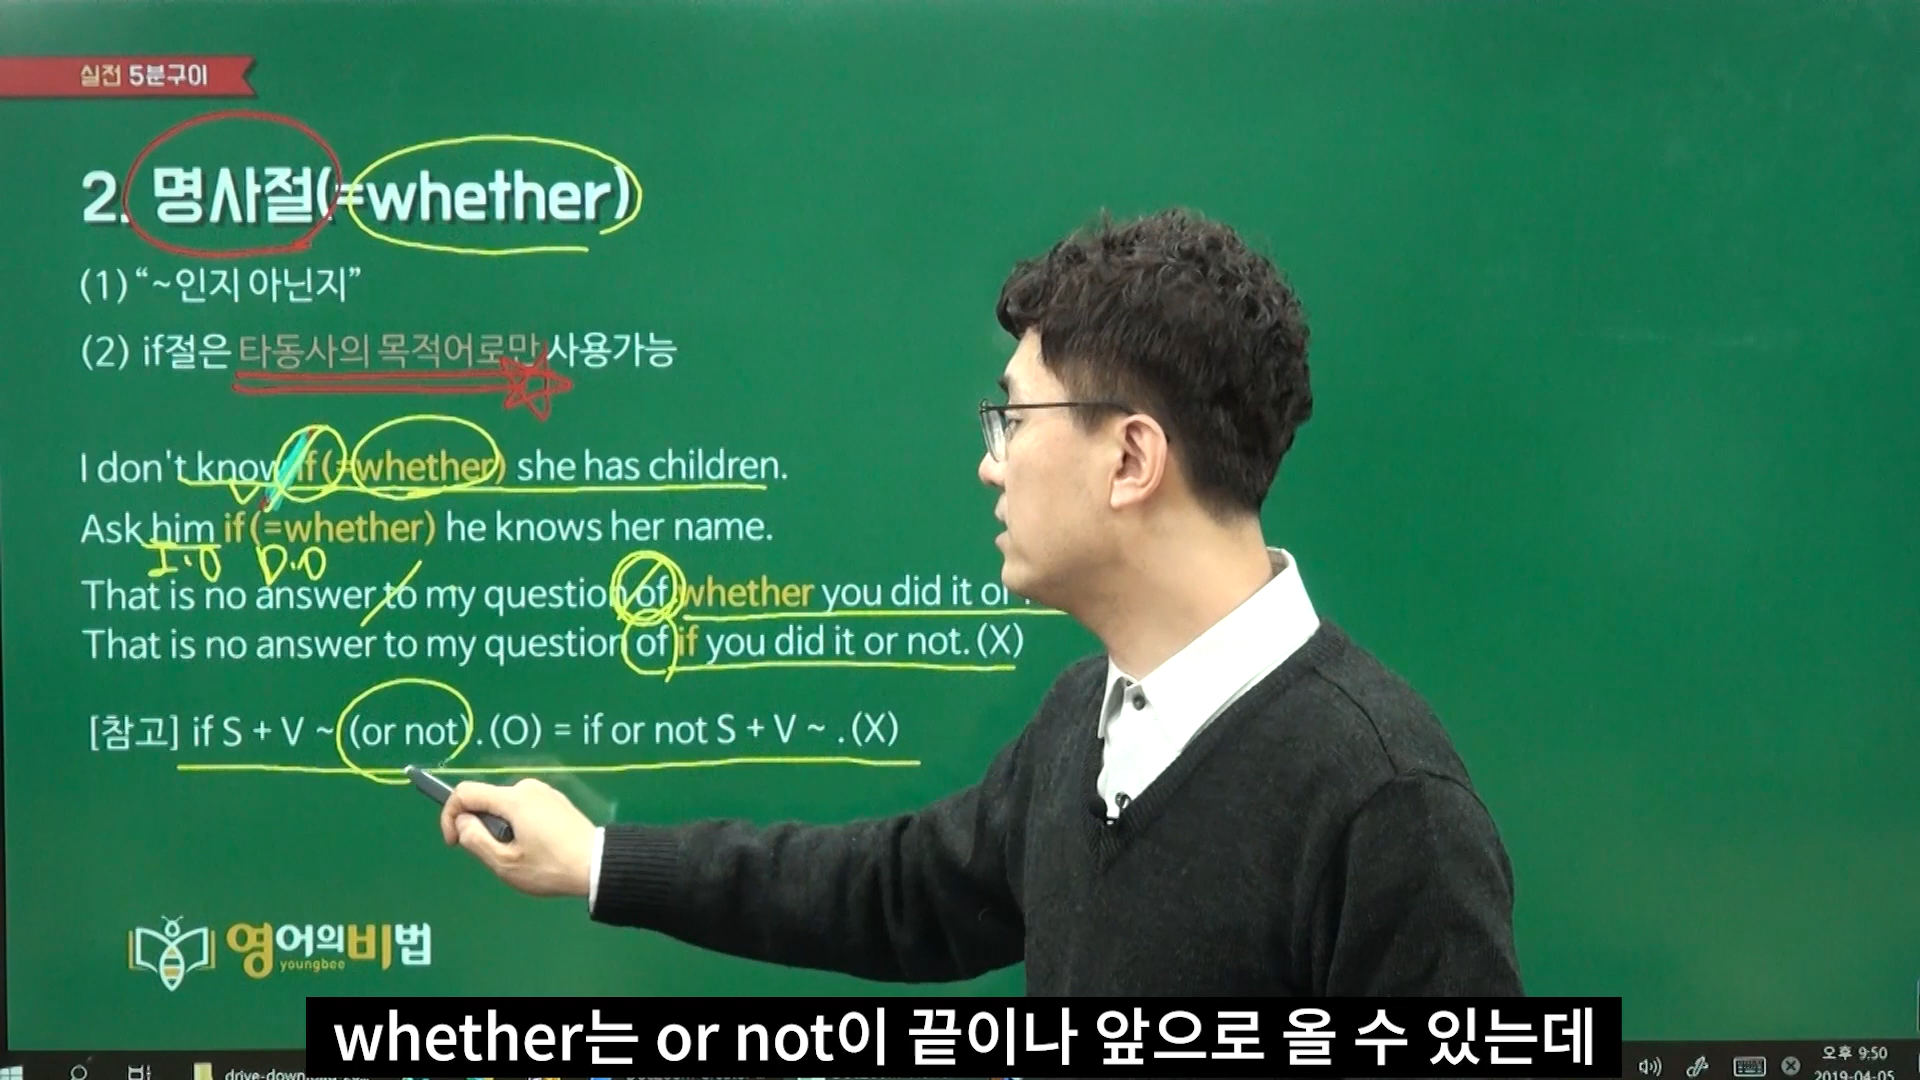 실전 5분구이
2. 명사절(=whether)
(1) “~인지 아닌지”
(2) if절은 타동사의 목적어로만 사용가능
I don't know if(=whether) she has children.
Ask him if(=whether) he knows her name.
I·O D·O
That is no answer to my question of whether you did it or
That is no answer to my question of if you did it or not. (X)
[참고] if S + V ~ (or not). (O) = if or not S + V ~ . (X)
영어의비법
youngbee
whether는 or not이 끝이나 앞으로 올 수 있는데
오후 9:50
2019-04-05